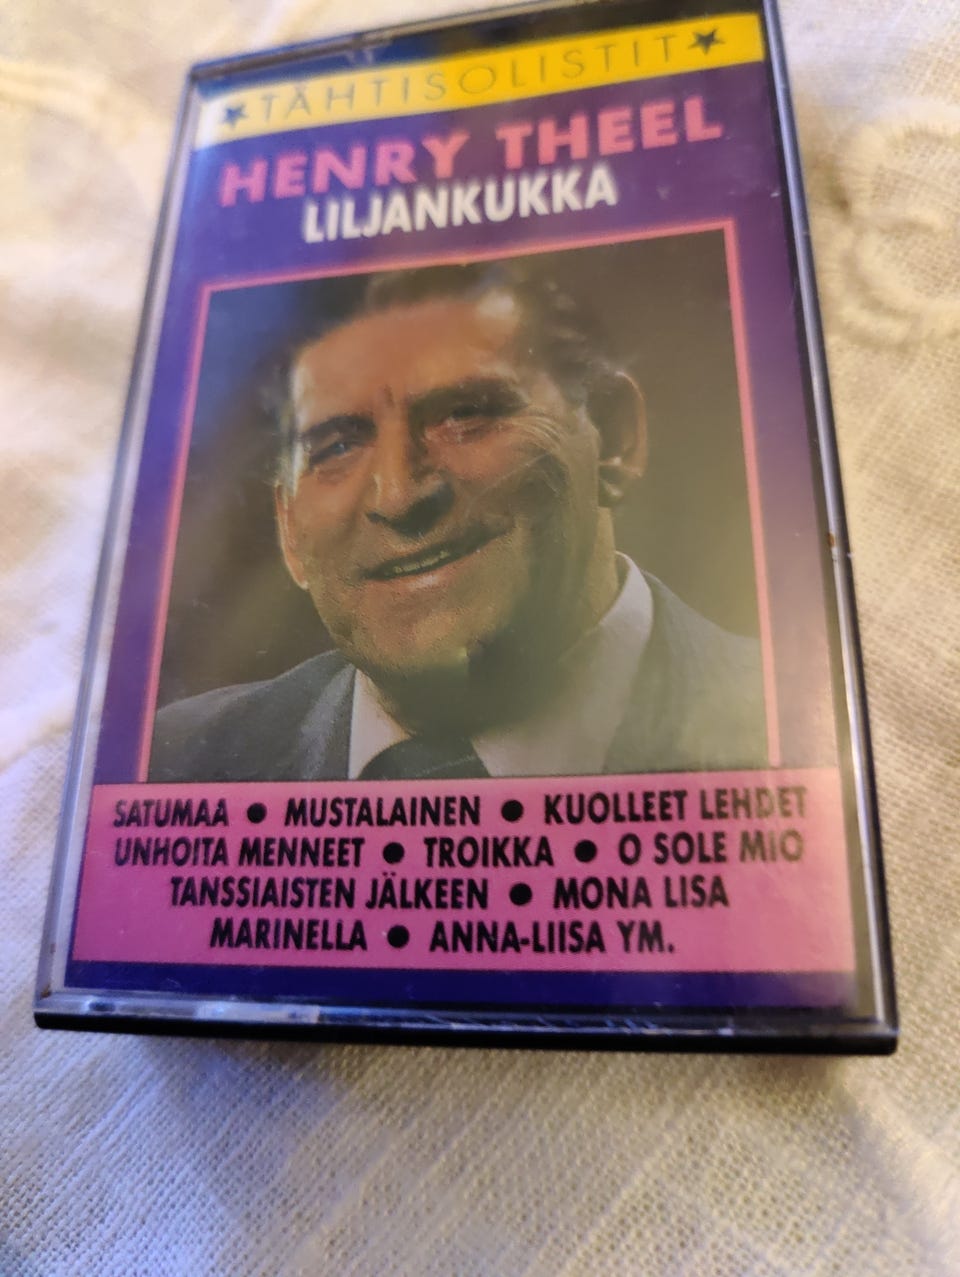 ★TÄHTISOLISTIT★
HENRY THEEL
LILJANKUKKA
SATUMAA ● MUSTALAINEN ● KUOLLEET LEHDET
UNHOITA MENNEET ● TROIKKA ● O SOLE MIO
TANSSIAISTEN JÄLKEEN ● MONA LISA
MARINELLA ● ANNA-LIISA YM.